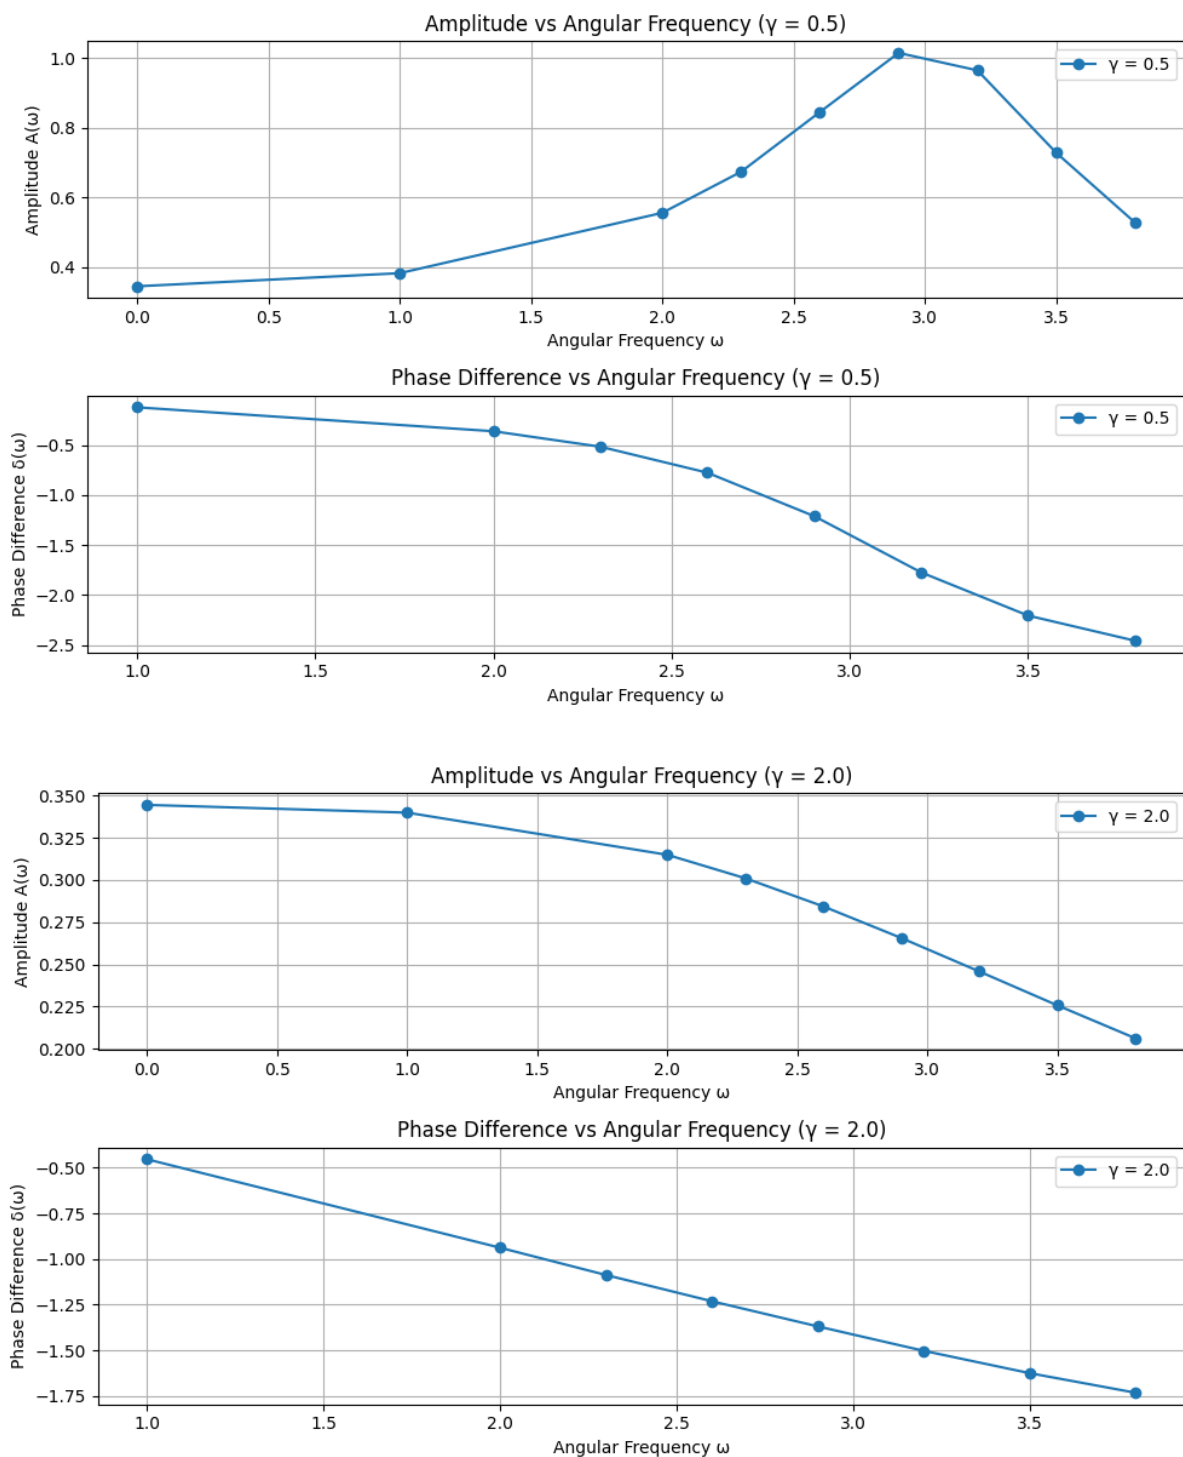 Amplitude vs Angular Frequency (γ = 0.5)
Amplitude A(ω)
1.0
0.8
0.6
0.4
γ = 0.5
0.0 0.5 1.0 1.5 2.0 2.5 3.0 3.5
Angular Frequency ω
Phase Difference vs Angular Frequency (γ = 0.5)
Phase Difference δ(ω)
−0.5
−1.0
−1.5
−2.0
−2.5
γ = 0.5
1.0 1.5 2.0 2.5 3.0 3.5
Angular Frequency ω
Amplitude vs Angular Frequency (γ = 2.0)
Amplitude A(ω)
0.350
0.325
0.300
0.275
0.250
0.225
0.200
γ = 2.0
0.0 0.5 1.0 1.5 2.0 2.5 3.0 3.5
Angular Frequency ω
Phase Difference vs Angular Frequency (γ = 2.0)
Phase Difference δ(ω)
−0.50
−0.75
−1.00
−1.25
−1.50
−1.75
γ = 2.0
1.0 1.5 2.0 2.5 3.0 3.5
Angular Frequency ω